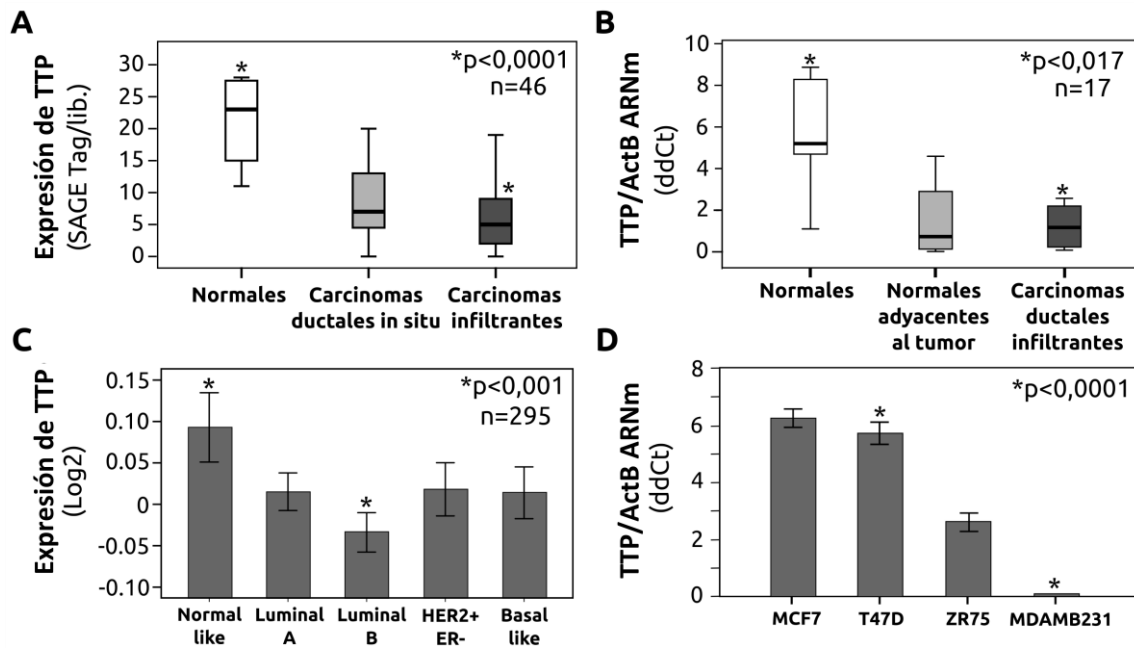 A
Expresión de TTP
(SAGE Tag/lib.)
30
25
20
15
10
5
0
*
*
*p<0,0001
n=46
Normales
Carcinomas
ductales in situ
Carcinomas
infiltrantes
B
TTP/ActB ARNm
(ddCt)
10
8
6
4
2
0
*
*
*p<0,017
n=17
Normales
Normales
adyacentes
al tumor
Carcinomas
ductales
infiltrantes
C
Expresión de TTP
(Log2)
0.15
0.10
0.05
0
-0.05
-0.10
*
*
*p<0,001
n=295
Normal
like
Luminal
A
Luminal
B
HER2+
ER-
Basal
like
D
TTP/ActB ARNm
(ddCt)
8
6
4
2
0
*
*
*p<0,0001
MCF7
T47D
ZR75
MDAMB231